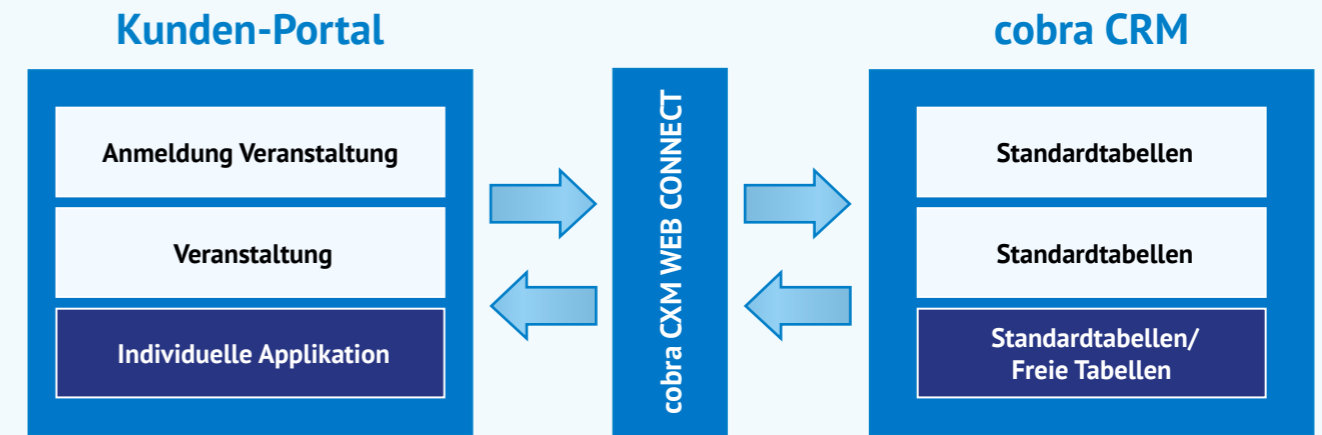 Kunden-Portal
Anmeldung Veranstaltung
Veranstaltung
Individuelle Applikation
cobra CXM WEB CONNECT
cobra CRM
Standardtabellen
Standardtabellen
Standardtabellen/
Freie Tabellen